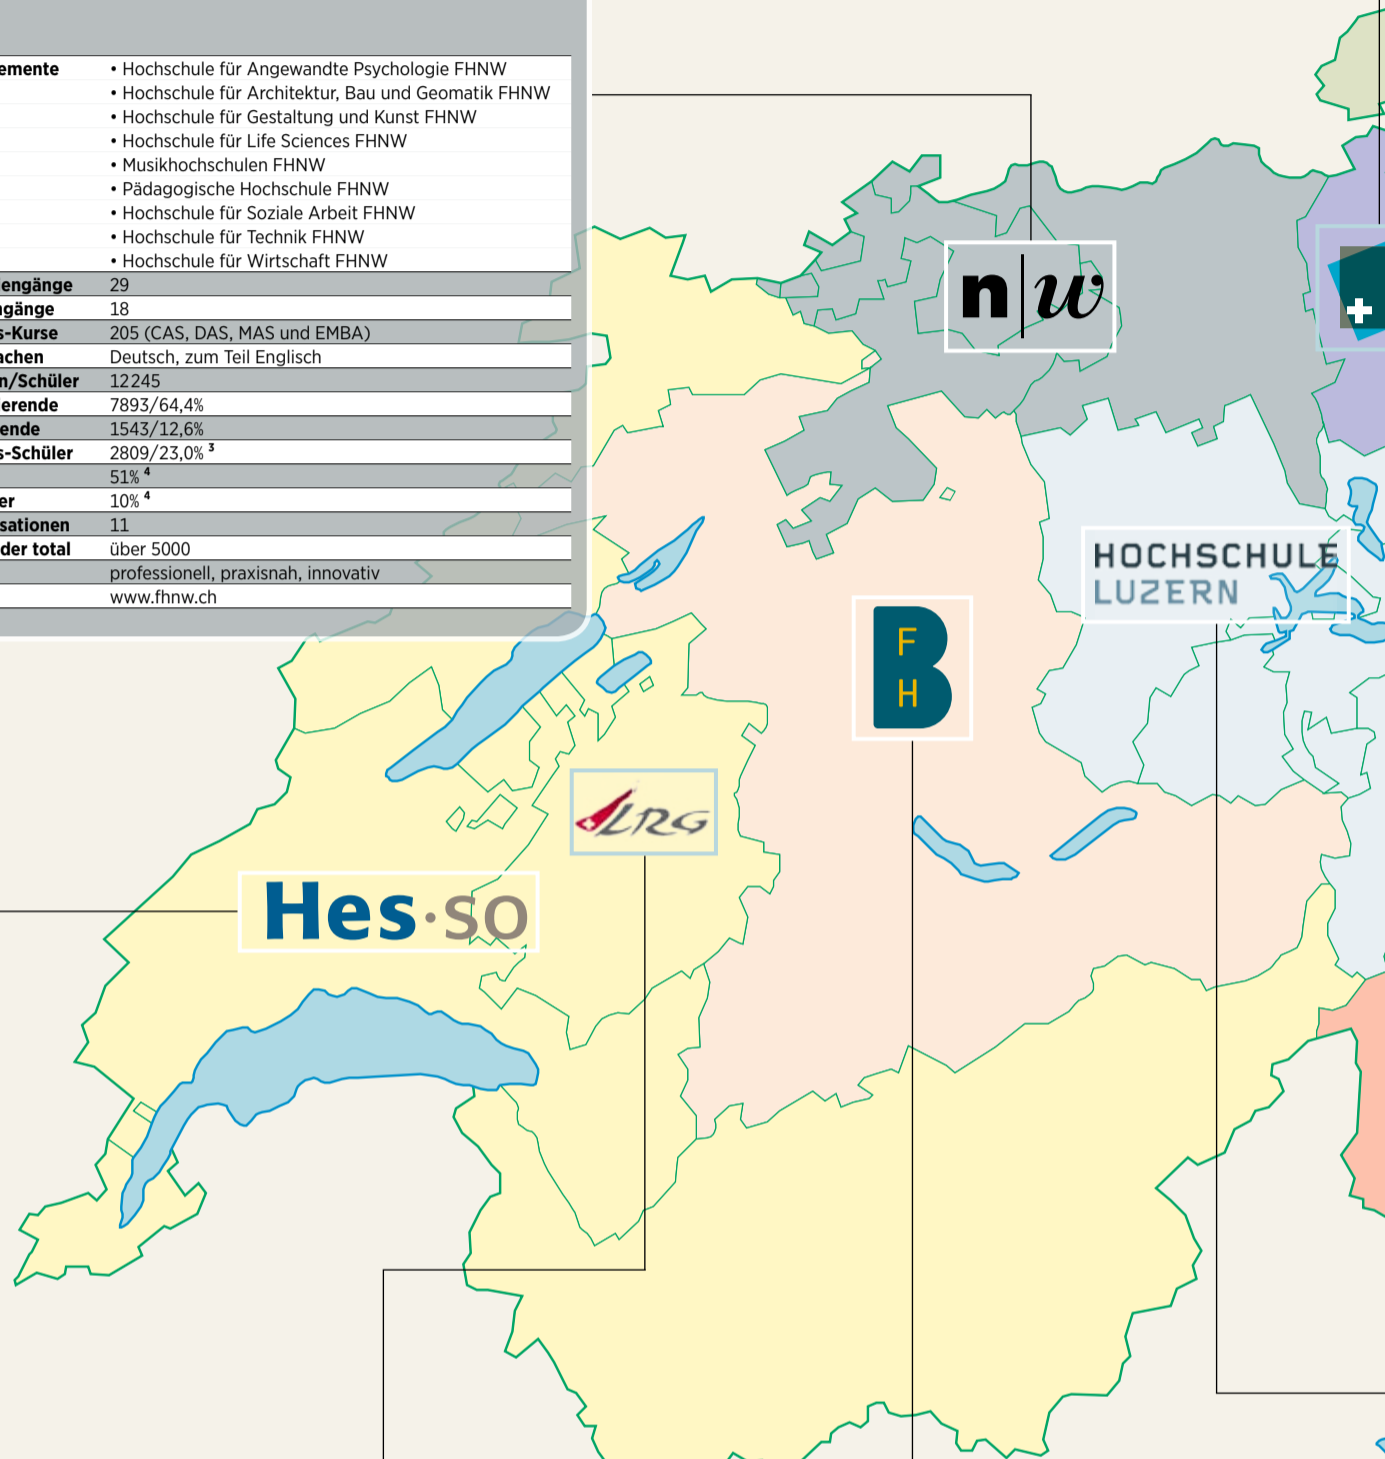 emente • Hochschule für Angewandte Psychologie FHNW
• Hochschule für Architektur, Bau und Geomatik FHNW
• Hochschule für Gestaltung und Kunst FHNW
• Hochschule für Life Sciences FHNW
• Musikhochschulen FHNW
• Pädagogische Hochschule FHNW
• Hochschule für Soziale Arbeit FHNW
• Hochschule für Technik FHNW
• Hochschule für Wirtschaft FHNW
engänge 29
ngänge 18
s-Kurse 205 (CAS, DAS, MAS und EMBA)
achen Deutsch, zum Teil Englisch
n/Schüler 12245
erende 7893/64,4%
ende 1543/12,6%
s-Schüler 2809/23,0% ³
51% ⁴
er 10% ⁴
sationen 11
der total über 5000
professionell, praxisnah, innovativ
www.fhnw.ch
n|w
HOCHSCHULE
LUZERN
B
F
H
LRG
Hes·so